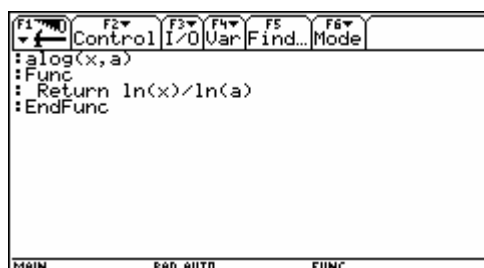 F1 F2 Control F3 I/O F4 Var F5 Find... F6 Mode
:alog(x,a)
:Func
: Return ln(x)/ln(a)
:EndFunc
MAIN RAD AUTO FUNC